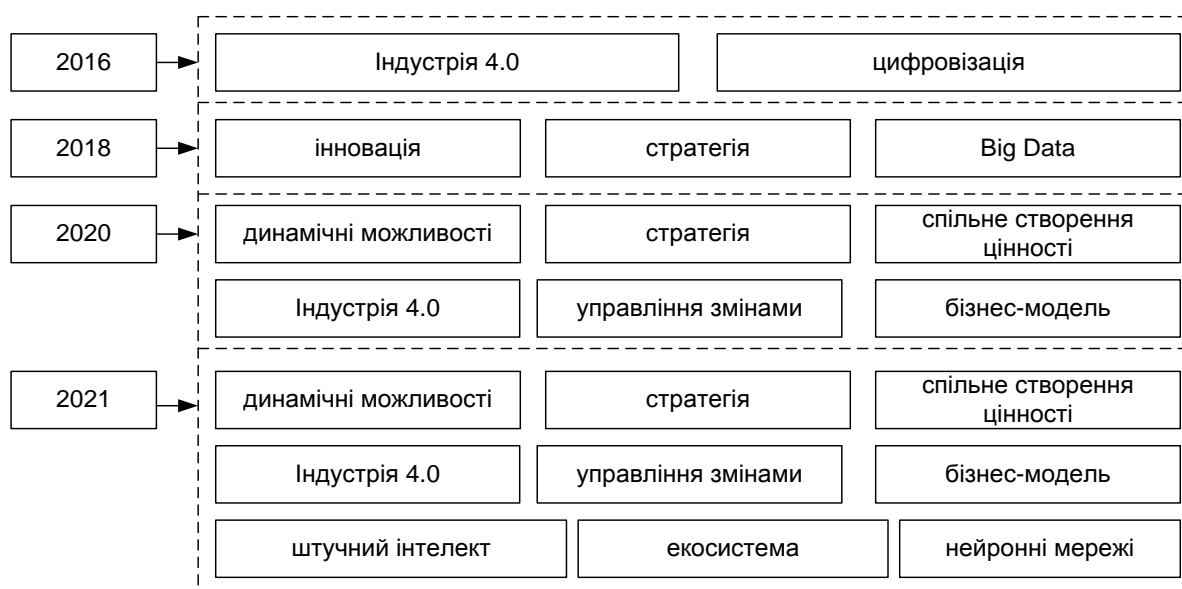 2016
Індустрія 4.0
цифровізація
2018
інновація
стратегія
Big Data
2020
динамічні можливості
стратегія
спільне створення
цінності
Індустрія 4.0
управління змінами
бізнес-модель
2021
динамічні можливості
стратегія
спільне створення
цінності
Індустрія 4.0
управління змінами
бізнес-модель
штучний інтелект
екосистема
нейронні мережі